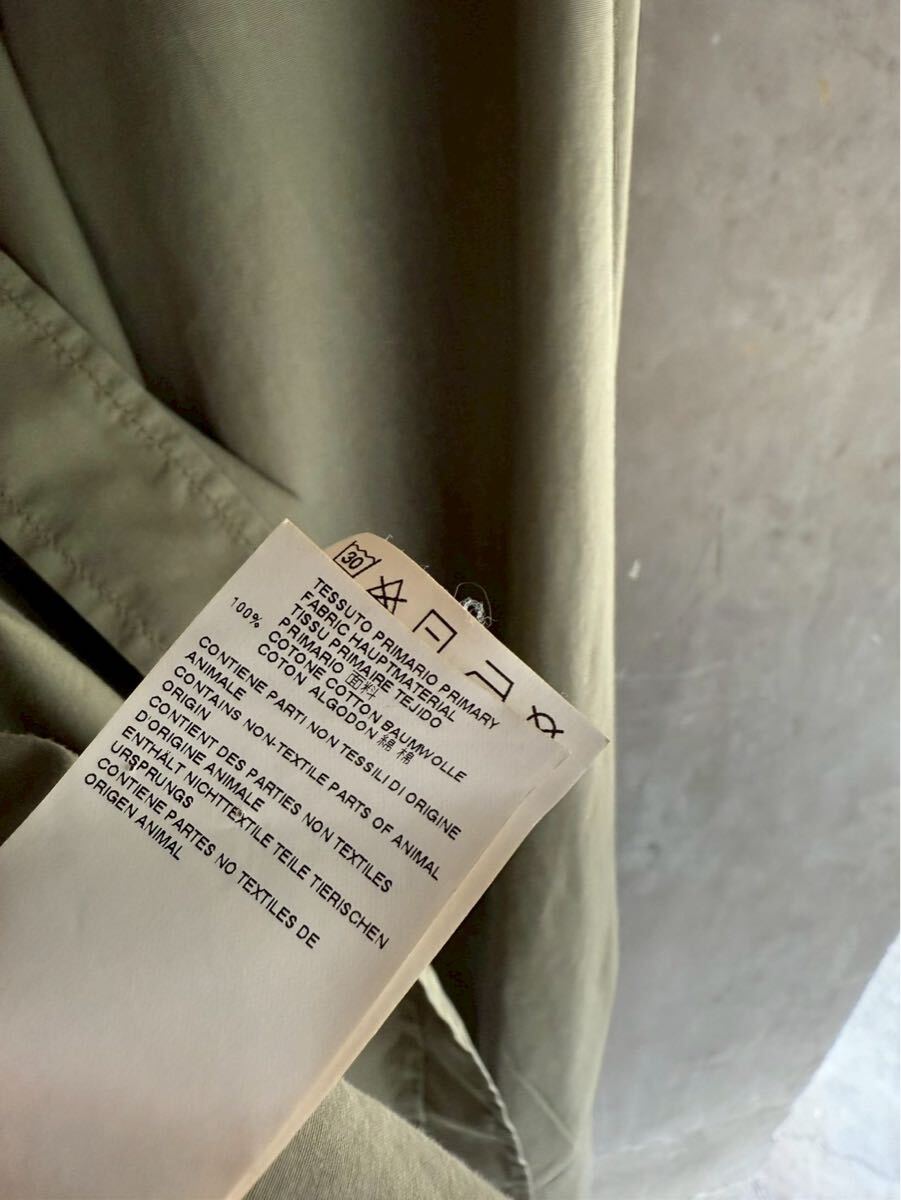 30
TESSUTO PRIMARIO PRIMARY
FABRIC HAUPTMATERIAL
TISSU PRIMAIRE TEJIDO
PRIMARIO 面料
100% COTONE COTTON BAUMWOLLE
COTON ALGODON 綿 棉
CONTIENE PARTI NON TESSILI DI ORIGINE
ANIMALE
CONTAINS NON-TEXTILE PARTS OF ANIMAL
ORIGIN
CONTIENT DES PARTIES NON TEXTILES
D'ORIGINE ANIMALE
ENTHÄLT NICHTTEXTILE TEILE TIERISCHEN
URSPRUNGS
CONTIENE PARTES NO TEXTILES DE
ORIGEN ANIMAL